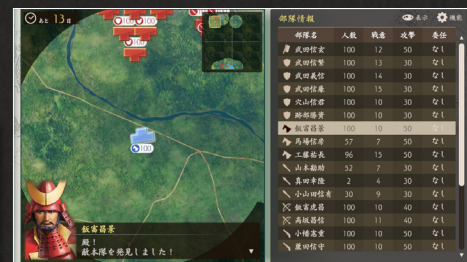 あと 13 日
100 100
100
100
飯富昌景
殿！
敵本隊を発見しました！
部隊情報 表示 機能
部隊名 人数 戦意 攻撃 委任
武田信玄 100 12 50 なし
武田信繁 100 13 30 なし
武田義信 100 14 30 なし
武田信廉 100 15 30 なし
穴山信君 100 10 30 なし
跡部勝資 100 10 30 なし
飯富昌景 100 10 50 なし
馬場信房 57 7 50 なし
工藤祐長 96 15 50 なし
山本勘助 52 7 30 なし
真田幸隆 2 4 30 なし
小山田信有 30 9 30 なし
飯富虎昌 100 10 40 なし
高坂昌信 100 11 40 なし
小幡憲重 100 10 50 なし
蘆田信守 100 10 50 なし